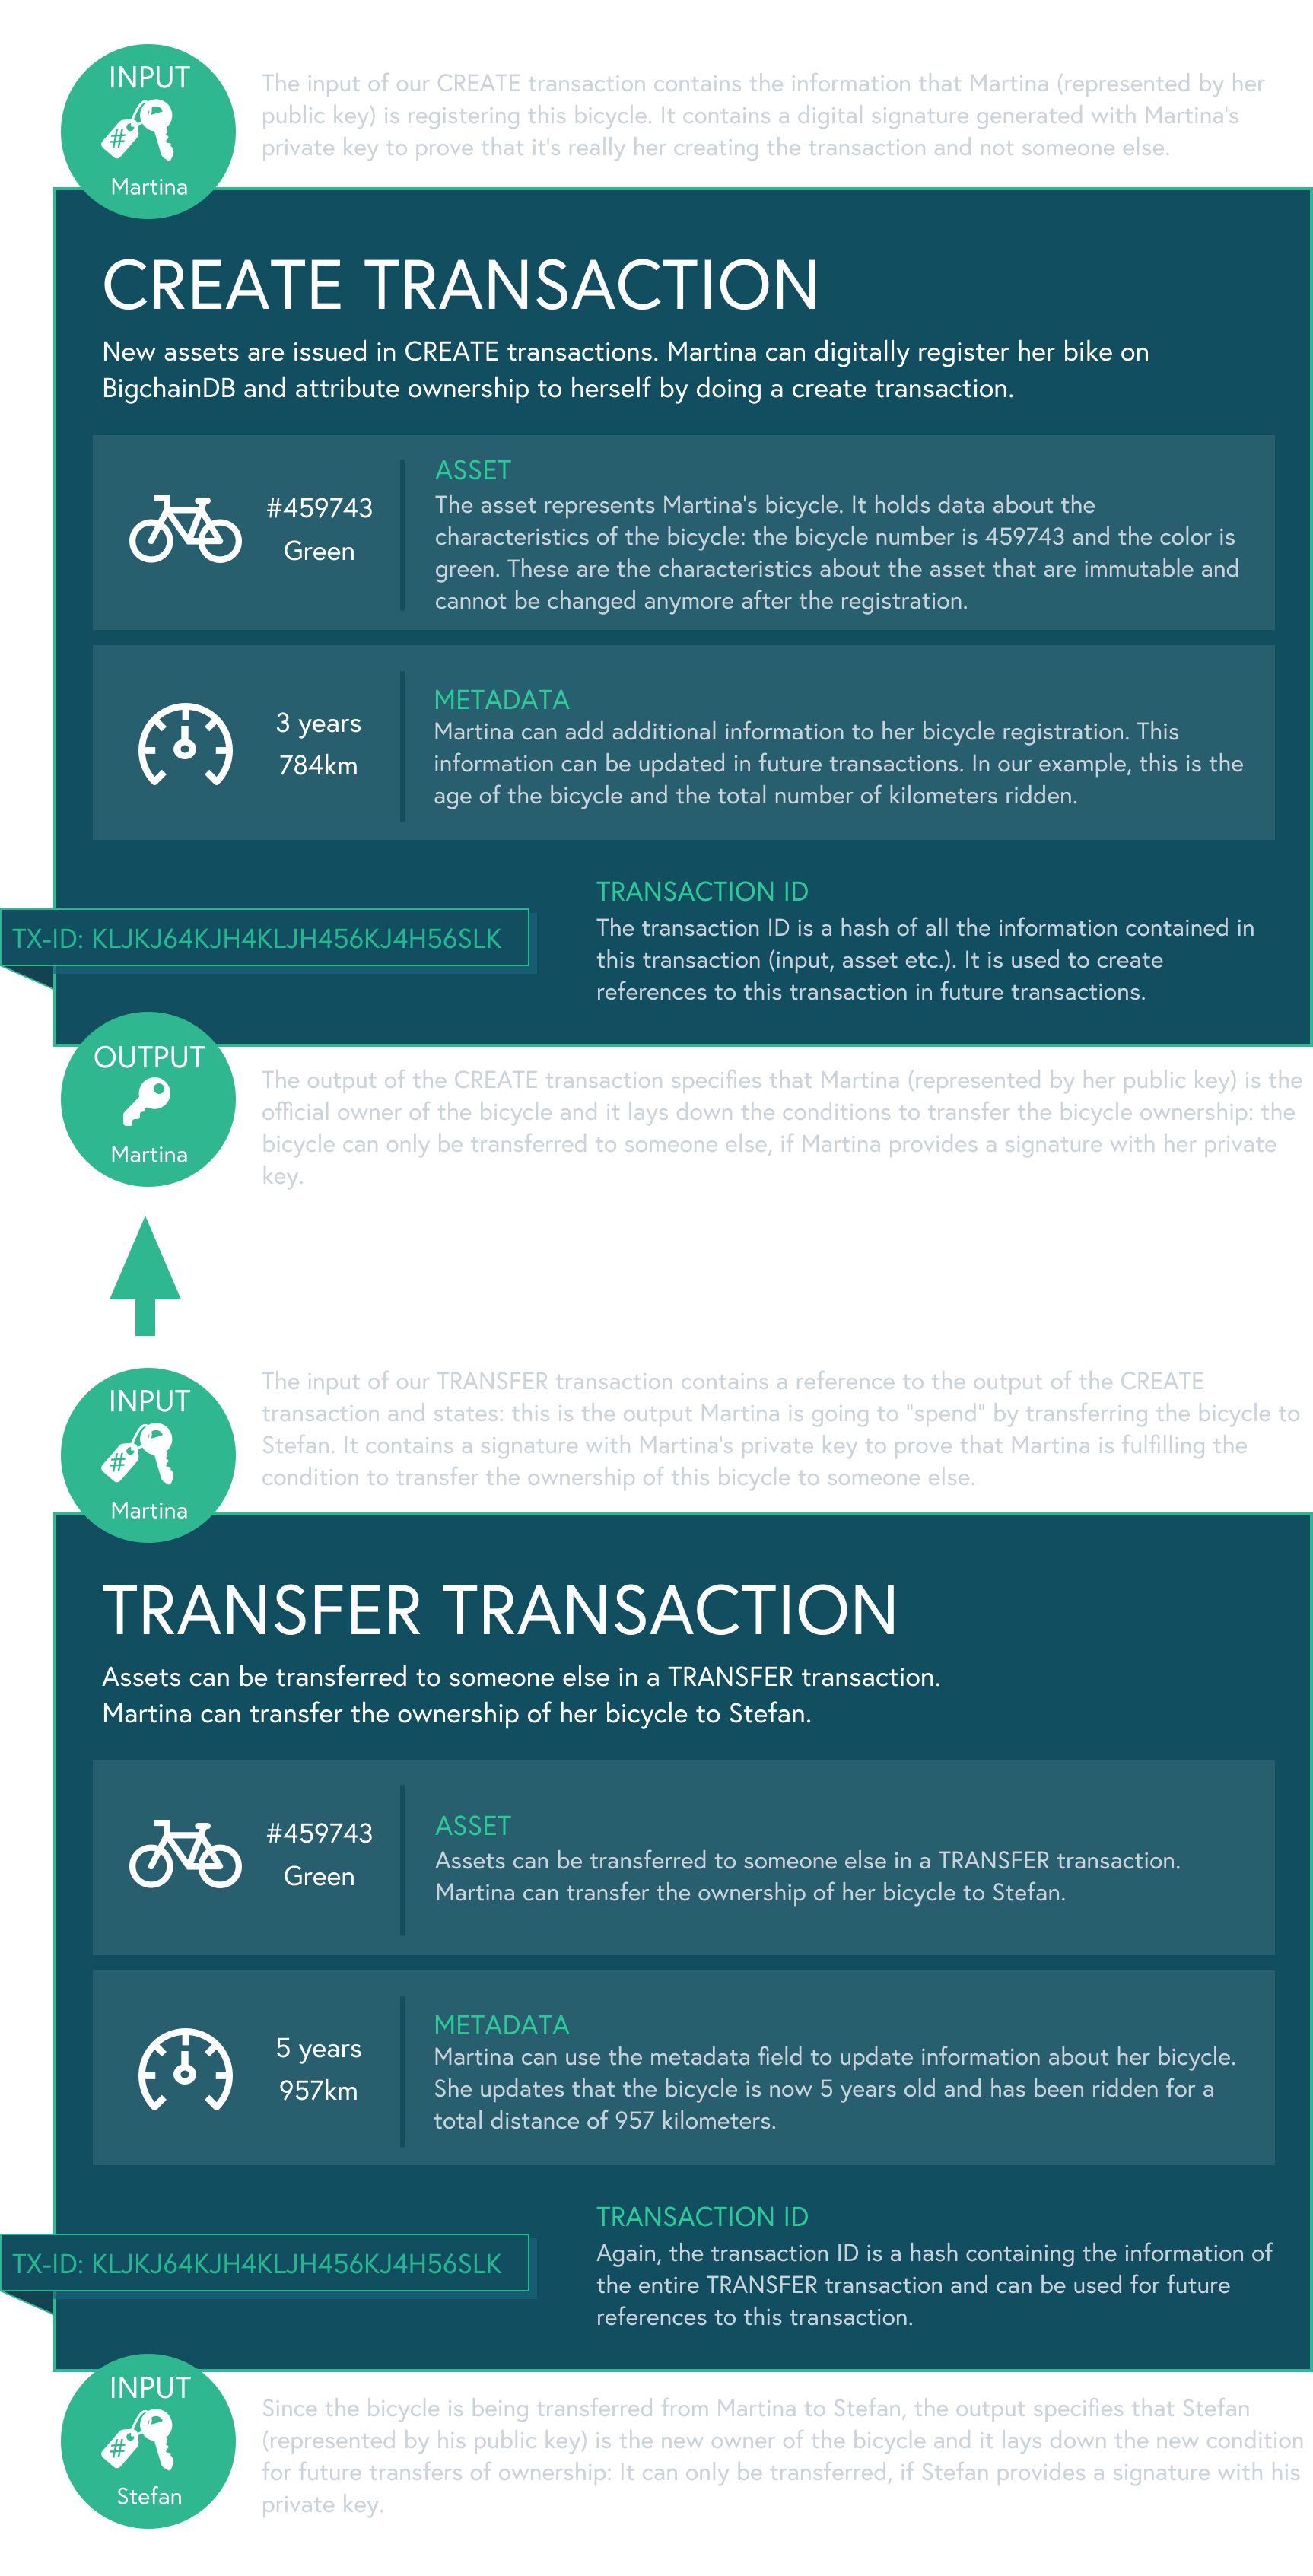 INPUT
#
Martina
The input of our CREATE transaction contains the information that Martina (represented by her
public key) is registering this bicycle. It contains a digital signature generated with Martina's
private key to prove that it's really her creating the transaction and not someone else.
CREATE TRANSACTION
New assets are issued in CREATE transactions. Martina can digitally register her bike on
BigchainDB and attribute ownership to herself by doing a create transaction.
#459743
Green
ASSET
The asset represents Martina's bicycle. It holds data about the
characteristics of the bicycle: the bicycle number is 459743 and the color is
green. These are the characteristics about the asset that are immutable and
cannot be changed anymore after the registration.
3 years
784km
METADATA
Martina can add additional information to her bicycle registration. This
information can be updated in future transactions. In our example, this is the
age of the bicycle and the total number of kilometers ridden.
TX-ID: KLJKJ64KJH4KLJH456KJ4H56SLK
TRANSACTION ID
The transaction ID is a hash of all the information contained in
this transaction (input, asset etc.). It is used to create
references to this transaction in future transactions.
OUTPUT
Martina
The output of the CREATE transaction specifies that Martina (represented by her public key) is the
official owner of the bicycle and it lays down the conditions to transfer the bicycle ownership: the
bicycle can only be transferred to someone else, if Martina provides a signature with her private
key.
INPUT
#
Martina
The input of our TRANSFER transaction contains a reference to the output of the CREATE
transaction and states: this is the output Martina is going to "spend" by transferring the bicycle to
Stefan. It contains a signature with Martina's private key to prove that Martina is fulfilling the
condition to transfer the ownership of this bicycle to someone else.
TRANSFER TRANSACTION
Assets can be transferred to someone else in a TRANSFER transaction.
Martina can transfer the ownership of her bicycle to Stefan.
#459743
Green
ASSET
Assets can be transferred to someone else in a TRANSFER transaction.
Martina can transfer the ownership of her bicycle to Stefan.
5 years
957km
METADATA
Martina can use the metadata field to update information about her bicycle.
She updates that the bicycle is now 5 years old and has been ridden for a
total distance of 957 kilometers.
TX-ID: KLJKJ64KJH4KLJH456KJ4H56SLK
TRANSACTION ID
Again, the transaction ID is a hash containing the information of
the entire TRANSFER transaction and can be used for future
references to this transaction.
INPUT
#
Stefan
Since the bicycle is being transferred from Martina to Stefan, the output specifies that Stefan
(represented by his public key) is the new owner of the bicycle and it lays down the new condition
for future transfers of ownership: It can only be transferred, if Stefan provides a signature with his
private key.